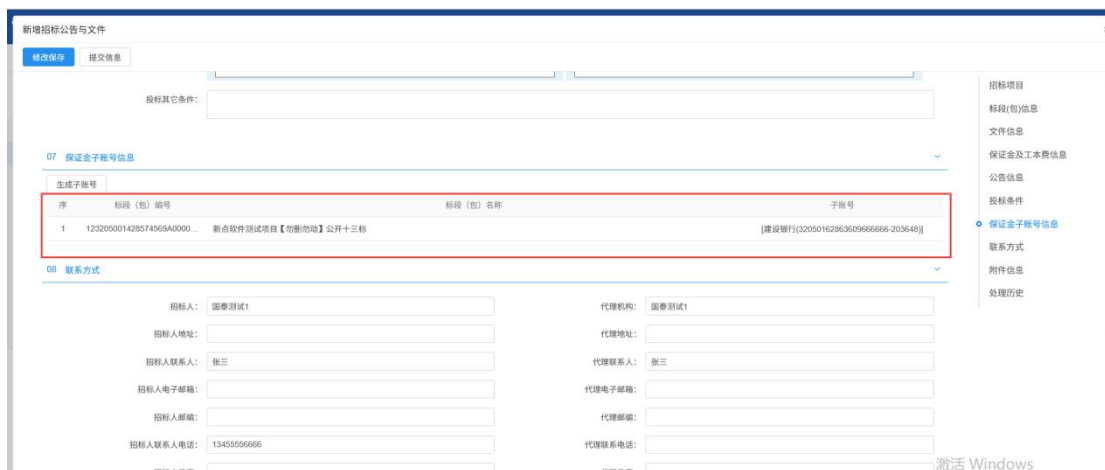 新增招标公告与文件
修改保存 提交信息
投标其它条件:
07 保证金子账号信息
生成子账号
序 标段（包）编号 标段（包）名称 子账号
1 123205001428574569A0000... 新点软件测试项目【勿删勿动】公开十三标 [建设银行(32050162863609666666-203648)]
08 联系方式
招标人: 国泰测试1 代理机构: 国泰测试1
招标人地址: 代理地址:
招标人联系人: 张三 代理联系人: 张三
招标人电子邮箱: 代理电子邮箱:
招标人邮编: 代理邮编:
招标人联系人电话: 13455556666 代理联系电话:
招标项目
标段(包)信息
文件信息
保证金及工本费信息
公告信息
投标条件
保证金子账号信息
联系方式
附件信息
处理历史
激活 Windows